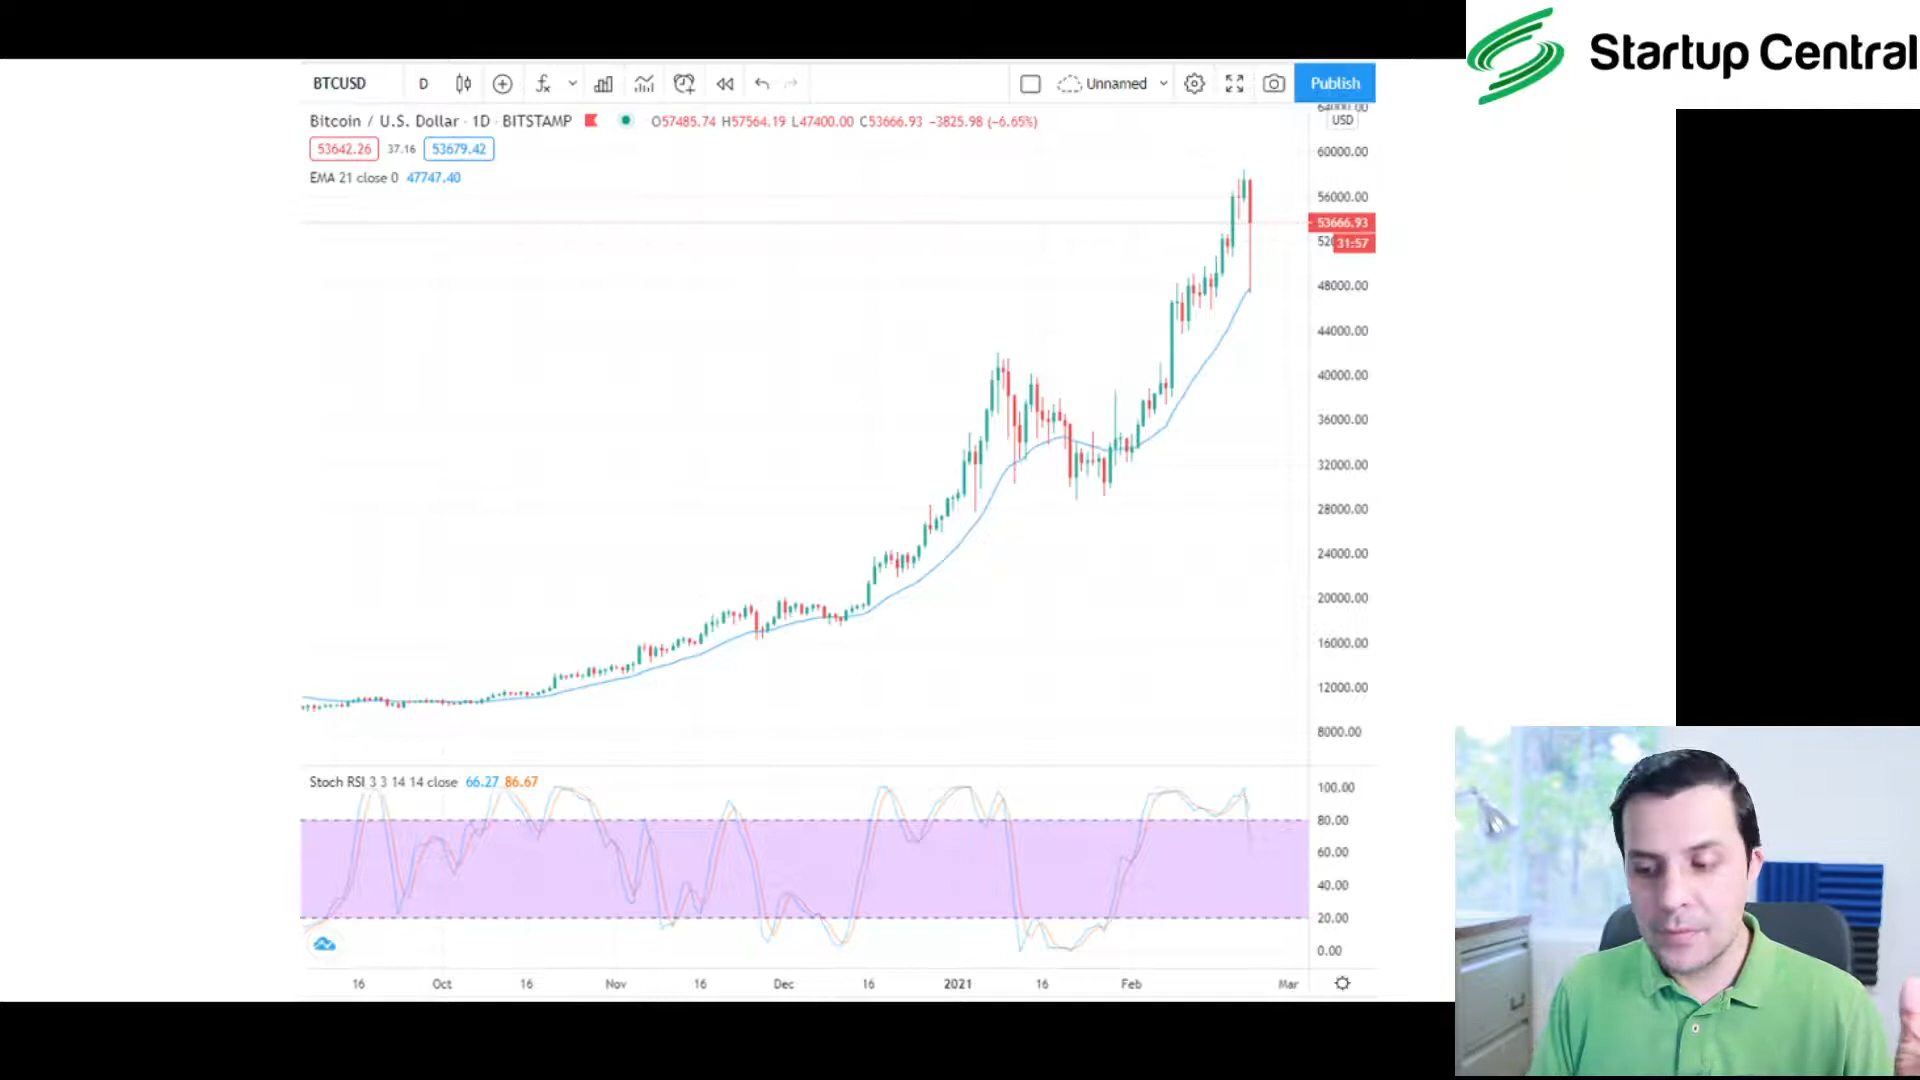 Startup Central
BTCUSD D Unnamed Publish
Bitcoin / U.S. Dollar · 1D · BITSTAMP O57485.74 H57564.19 L47400.00 C53666.93 −3825.98 (−6.65%)
53642.26 37.16 53679.42
EMA 21 close 0 47747.40
64000.00
USD
60000.00
56000.00
53666.93
31:57
48000.00
44000.00
40000.00
36000.00
32000.00
28000.00
24000.00
20000.00
16000.00
12000.00
8000.00
Stoch RSI 3 3 14 14 close 66.27 86.67
100.00
80.00
60.00
40.00
20.00
0.00
16 Oct 16 Nov 16 Dec 16 2021 16 Feb Mar